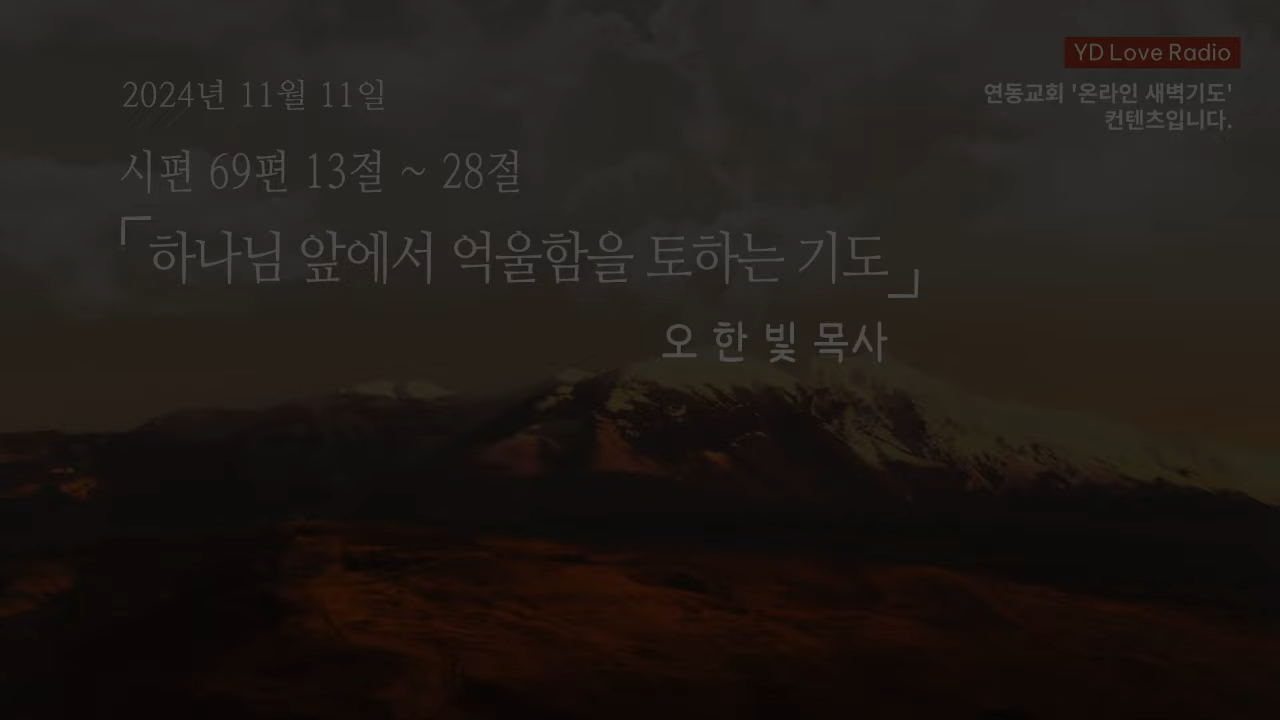 YD Love Radio
연동교회 '온라인 새벽기도'
컨텐츠입니다.
2024년 11월 11일
시편 69편 13절 ~ 28절
「하나님 앞에서 억울함을 토하는 기도」
오 한 빛 목사